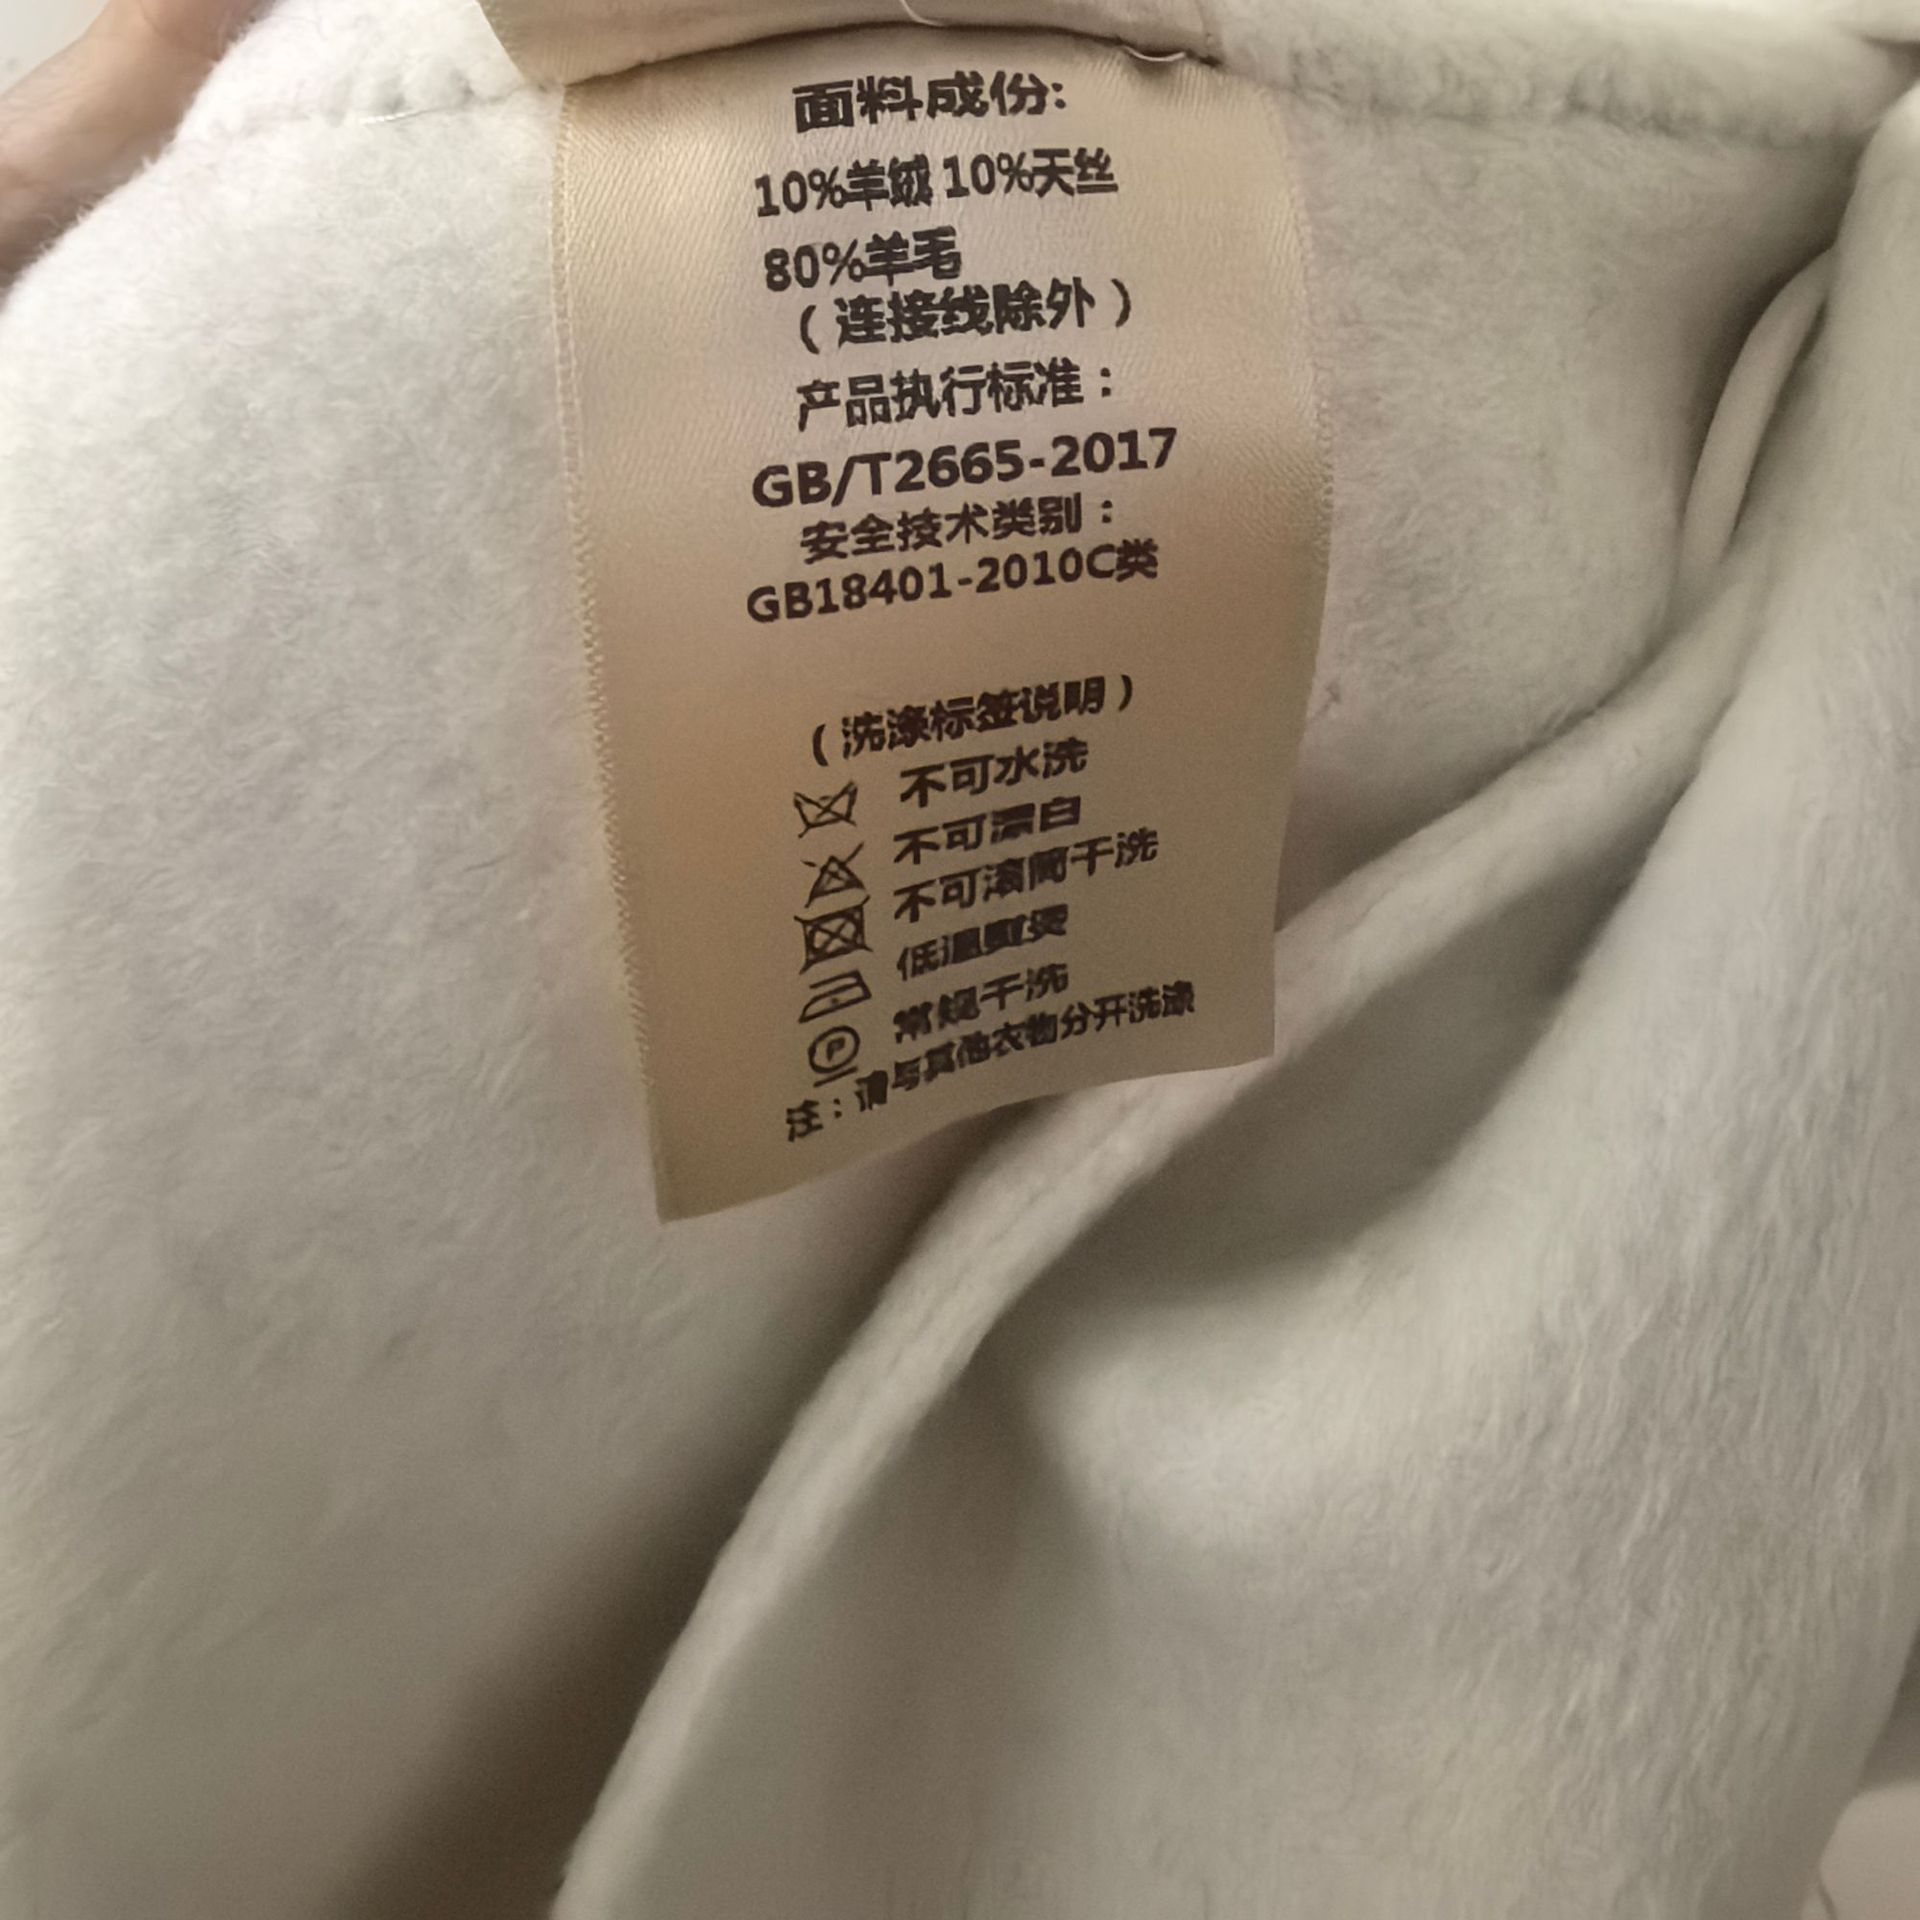 面料成份:
10%羊绒 10%天丝
80%羊毛
（连接线除外）
产品执行标准：
GB/T2665-2017
安全技术类别：
GB18401-2010C类
（洗涤标签说明）
不可水洗
不可漂白
不可滚筒干洗
低温熨烫
P 常规干洗
注：请与其他衣物分开洗涤